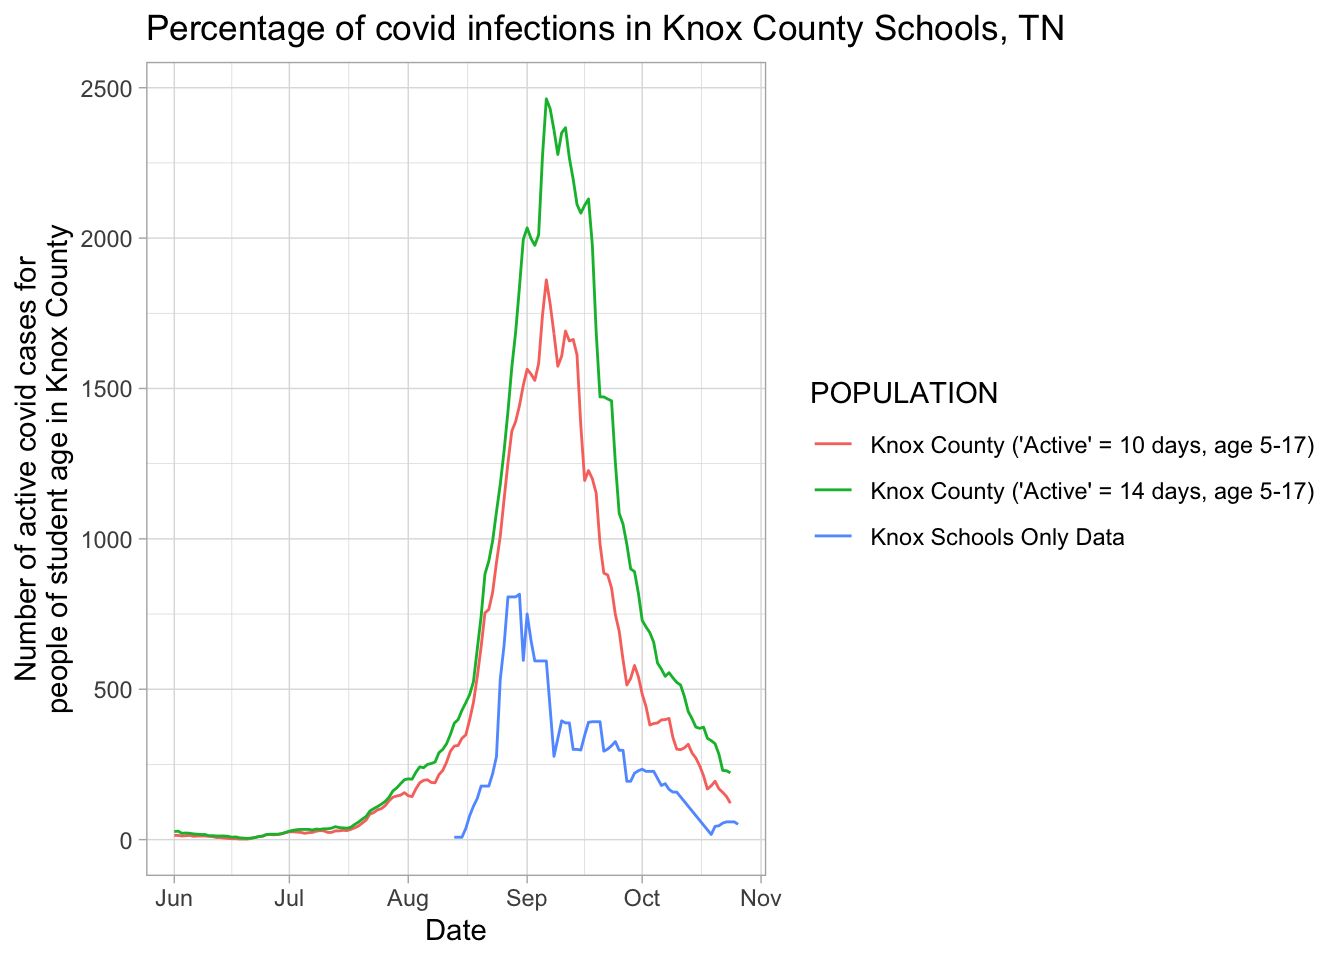 Percentage of covid infections in Knox County Schools, TN
Number of active covid cases for
people of student age in Knox County
2500
2000
1500
1000
500
0
Jun Jul Aug Sep Oct Nov
Date
POPULATION
Knox County ('Active' = 10 days, age 5-17)
Knox County ('Active' = 14 days, age 5-17)
Knox Schools Only Data